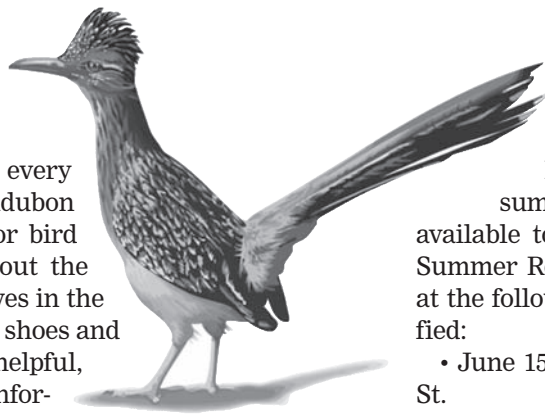 every
dubon
or bird
out the
ves in the
shoes and
helpful,
nfor-
sum
available to
Summer R
at the follow
fied:
• June 15
St.